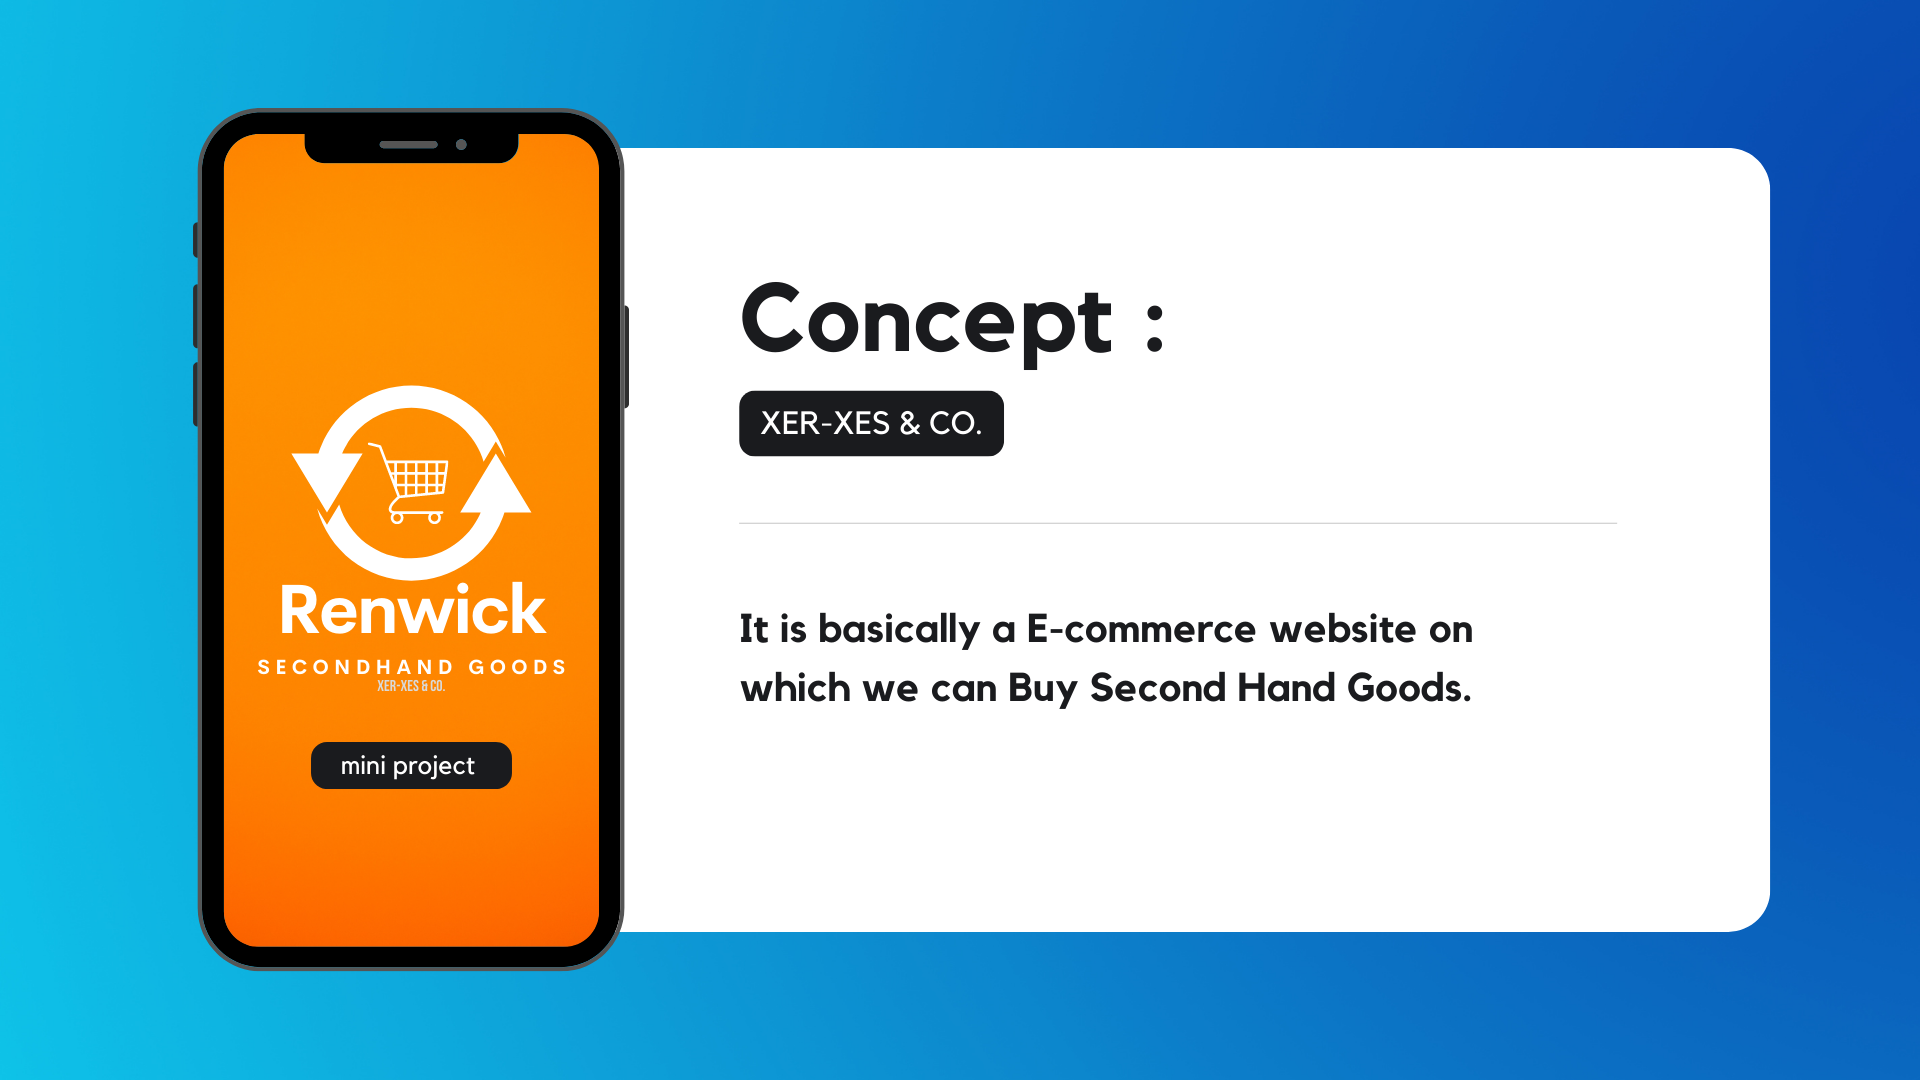 Renwick
SECONDHAND GOODS
XER-XES & CO.
mini project
Concept :
XER-XES & CO.
It is basically a E-commerce website on
which we can Buy Second Hand Goods.